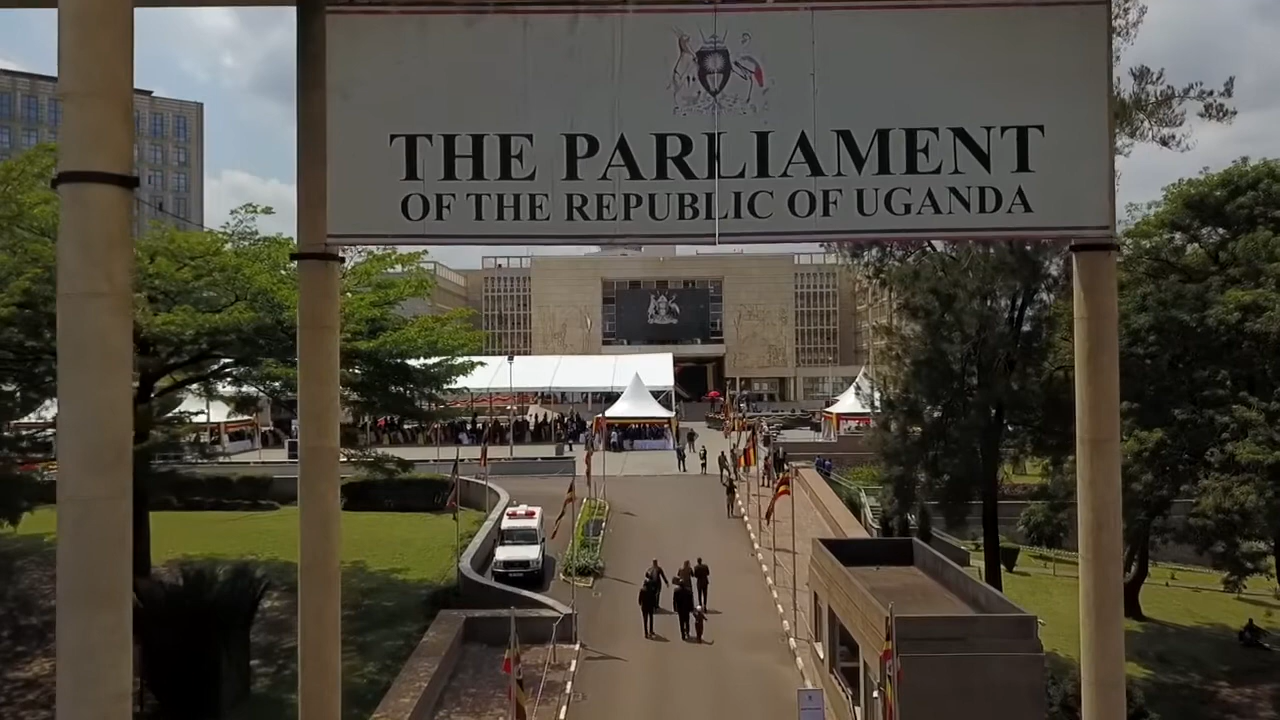 THE PARLIAMENT
OF THE REPUBLIC OF UGANDA